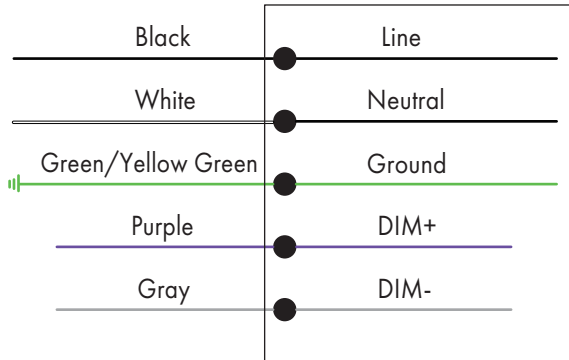 Black Line
White Neutral
Green/Yellow Green Ground
Purple DIM+
Gray DIM-